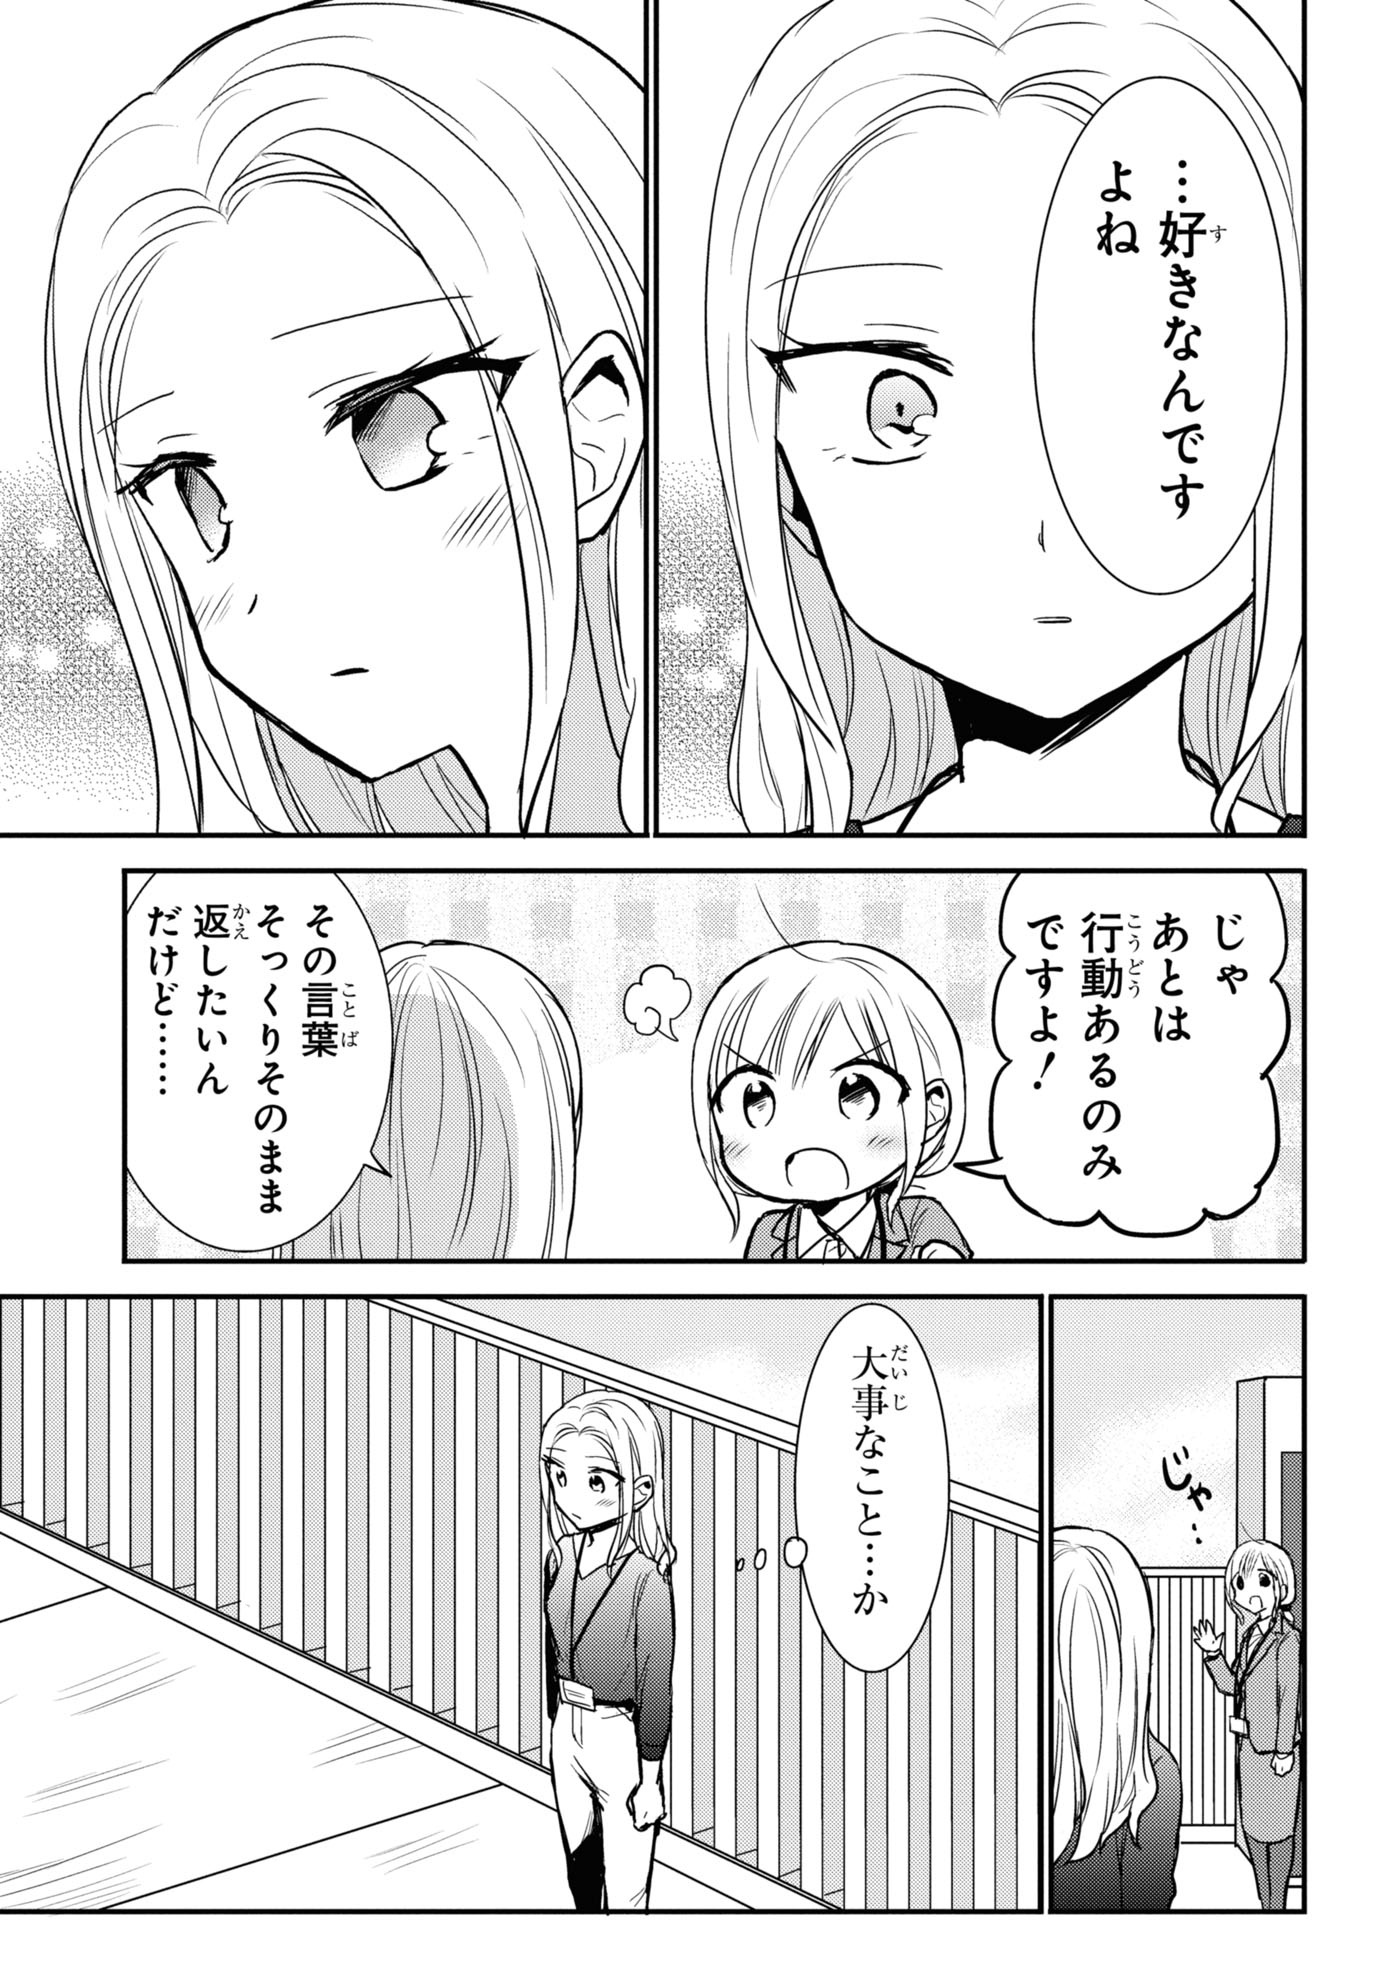 …好きなんです
よね
じゃ
あとは
行動あるのみ
ですよ！
その言葉
そっくりそのまま
返したいん
だけど……
じゃ…
大事なこと…か